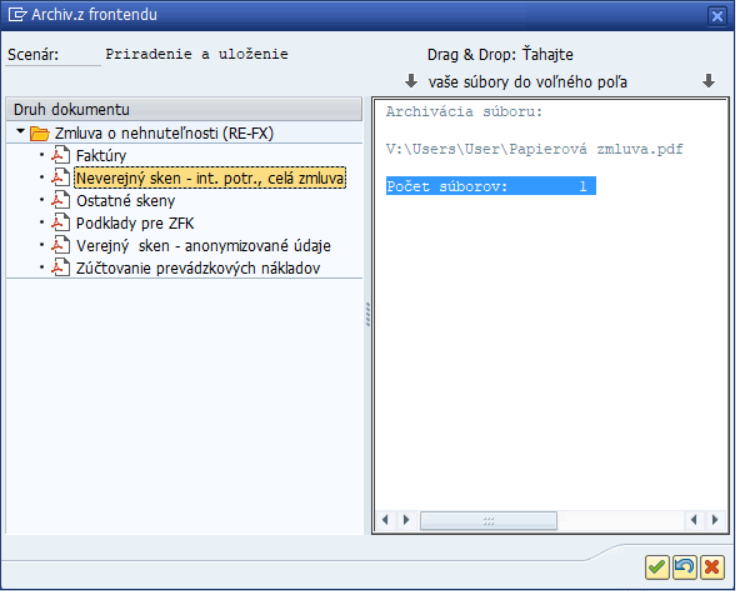 Archiv.z frontendu
Scenár: Priradenie a uloženie
Drag & Drop: Ťahajte
vaše súbory do voľného poľa
Druh dokumentu
Zmluva o nehnuteľnosti (RE-FX)
Faktúry
Neverejný sken - int. potr., celá zmluva
Ostatné skeny
Podklady pre ZFK
Verejný  sken - anonymizované údaje
Zúčtovanie prevádzkových nákladov
Archivácia súboru:
V:\Users\User\Papierová zmluva.pdf
Počet súborov: 1